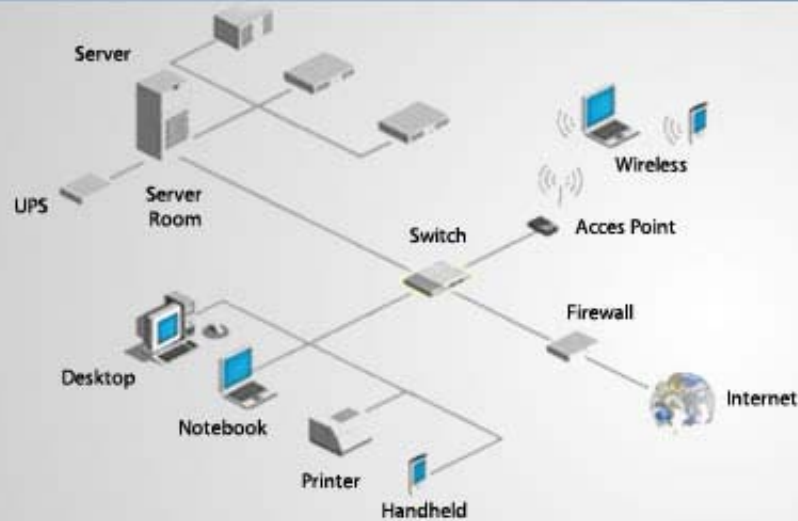 Server
Wireless
UPS
Server
Room
Switch
Acces Point
Firewall
Desktop
Internet
Notebook
Printer
Handheld